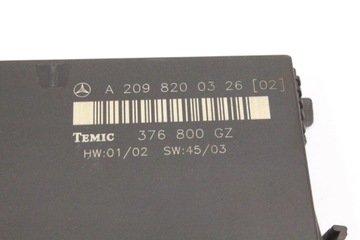 A 209 820 03 26 [02]
TEMIC 376 800 GZ
HW:01/02 SW:45/03